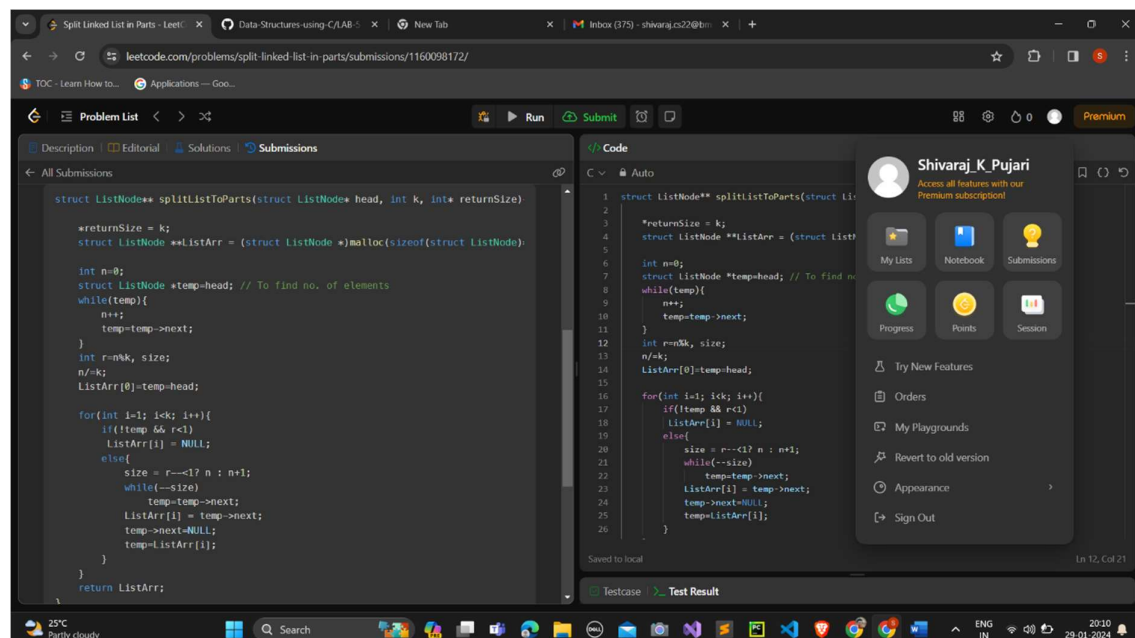 Split Linked List in Parts - LeetC
Data-Structures-using-C/LAB-5
New Tab
Inbox (375) - shivaraj.cs22@bm
leetcode.com/problems/split-linked-list-in-parts/submissions/1160098172/
S
TOC - Learn How to...
Applications — Goo...
Problem List
Run
Submit
0
Premium
Description
Editorial
Solutions
Submissions
All Submissions
struct ListNode** splitListToParts(struct ListNode* head, int k, int* returnSize)
*returnSize = k;
struct ListNode **ListArr = (struct ListNode *)malloc(sizeof(struct ListNode)
int n=0;
struct ListNode *temp=head; // To find no. of elements
while(temp){
n++;
temp=temp->next;
}
int r=n%k, size;
n/=k;
ListArr[0]=temp=head;
for(int i=1; i<k; i++){
if(!temp && r<1)
ListArr[i] = NULL;
else{
size = r--<1? n : n+1;
while(--size)
temp=temp->next;
ListArr[i] = temp->next;
temp->next=NULL;
temp=ListArr[i];
}
}
return ListArr;
}
</> Code
C
Auto
1 struct ListNode** splitListToParts(struct Lis
2
3 *returnSize = k;
4 struct ListNode **ListArr = (struct ListN
5
6 int n=0;
7 struct ListNode *temp=head; // To find no
8 while(temp){
9 n++;
10 temp=temp->next;
11 }
12 int r=n%k, size;
13 n/=k;
14 ListArr[0]=temp=head;
15
16 for(int i=1; i<k; i++){
17 if(!temp && r<1)
18 ListArr[i] = NULL;
19 else{
20 size = r--<1? n : n+1;
21 while(--size)
22 temp=temp->next;
23 ListArr[i] = temp->next;
24 temp->next=NULL;
25 temp=ListArr[i];
26 }
Saved to local
Ln 12, Col 21
Testcase
Test Result
Shivaraj_K_Pujari
Access all features with our
Premium subscription!
My Lists
Notebook
Submissions
Progress
Points
Session
Try New Features
Orders
My Playgrounds
Revert to old version
Appearance
Sign Out
25°C
Partly cloudy
Search
ENG
IN
20:10
29-01-2024